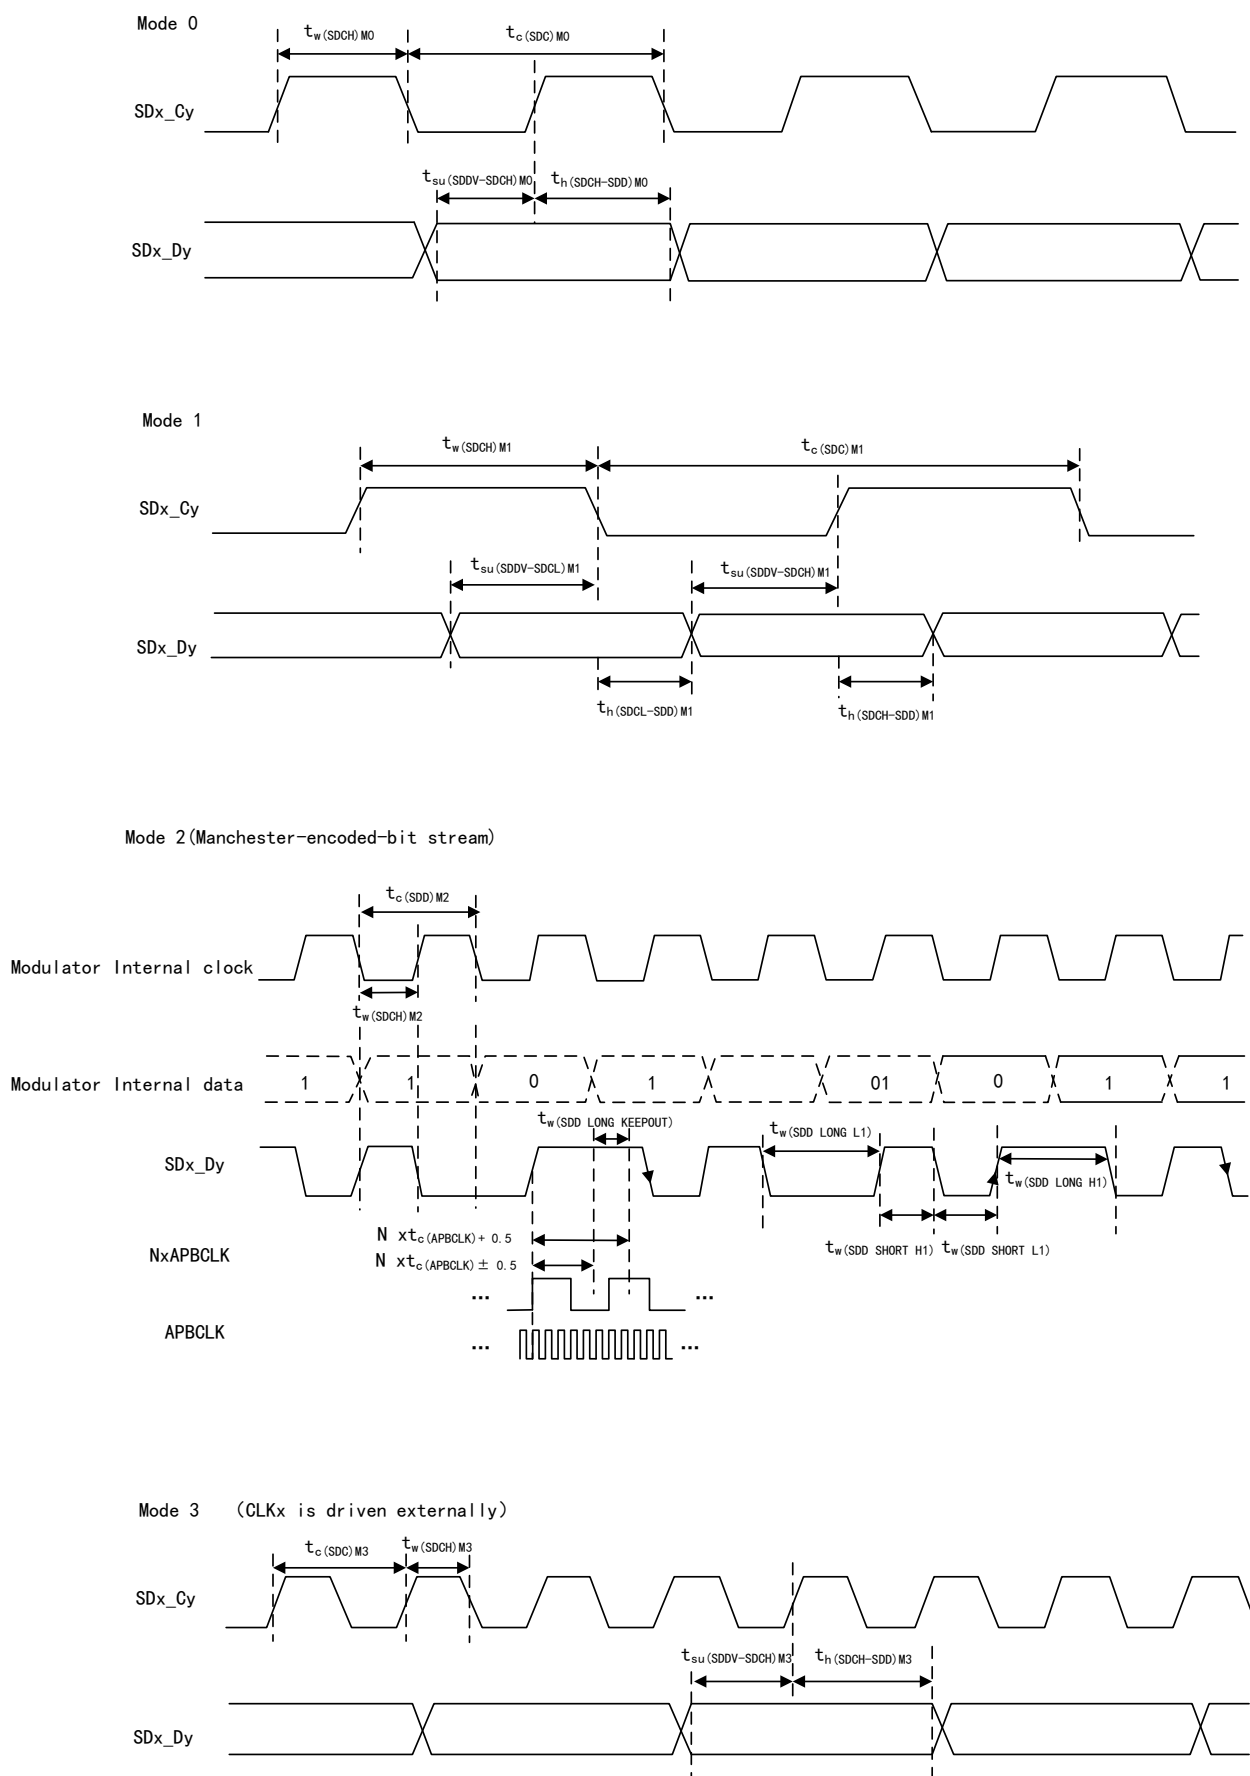 Mode 0
tw(SDCH)M0
tc(SDC)M0
SDx_Cy
tsu(SDDV-SDCH)M0
th(SDCH-SDD)M0
SDx_Dy
Mode 1
tw(SDCH)M1
tc(SDC)M1
SDx_Cy
tsu(SDDV-SDCL)M1
tsu(SDDV-SDCH)M1
SDx_Dy
th(SDCL-SDD)M1
th(SDCH-SDD)M1
Mode 2(Manchester-encoded-bit stream)
tc(SDD)M2
Modulator Internal clock
tw(SDCH)M2
Modulator Internal data
1 1 0 1 01 0 1 1
tw(SDD LONG KEEPOUT)
tw(SDD LONG L1)
SDx_Dy
tw(SDD LONG H1)
N xtc(APBCLK)+ 0.5
tw(SDD SHORT H1)
tw(SDD SHORT L1)
NxAPBCLK
N xtc(APBCLK) ± 0.5
... ...
APBCLK
... ...
Mode 3 (CLKx is driven externally)
tc(SDC)M3
tw(SDCH)M3
SDx_Cy
tsu(SDDV-SDCH)M3
th(SDCH-SDD)M3
SDx_Dy